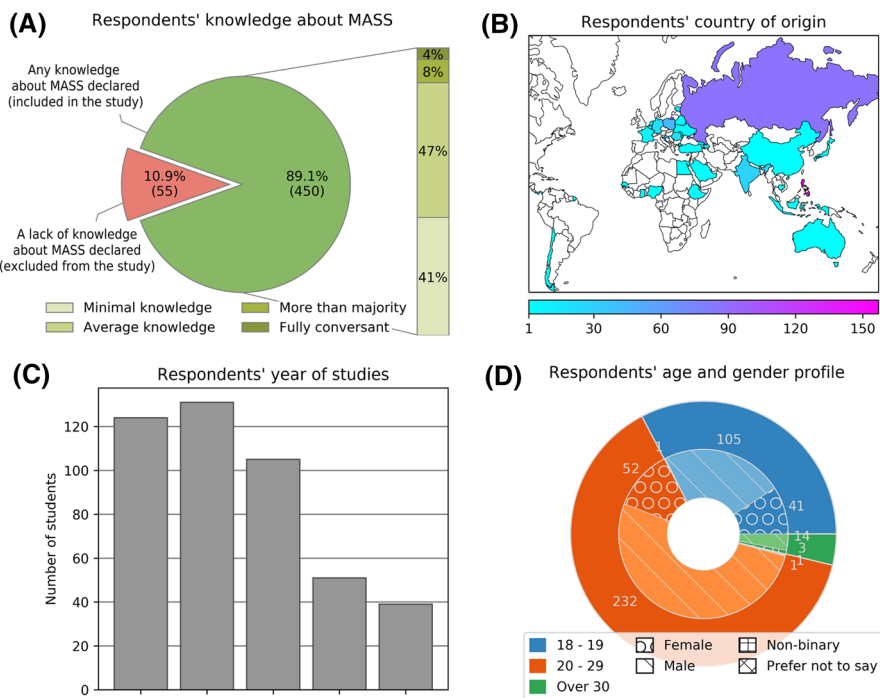 (A)
Respondents' knowledge about MASS
Any knowledge
about MASS declared
(included in the study)
10.9%
(55)
89.1%
(450)
A lack of knowledge
about MASS declared
(excluded from the study)
4%
8%
47%
41%
Minimal knowledge
Average knowledge
More than majority
Fully conversant
(B)
Respondents' country of origin
1 30 60 90 120 150
(C)
Respondents' year of studies
Number of students
120
100
80
60
40
20
0
(D)
Respondents' age and gender profile
1
105
52
41
14
3
1
1
232
18 - 19
20 - 29
Over 30
Female
Male
Non-binary
Prefer not to say